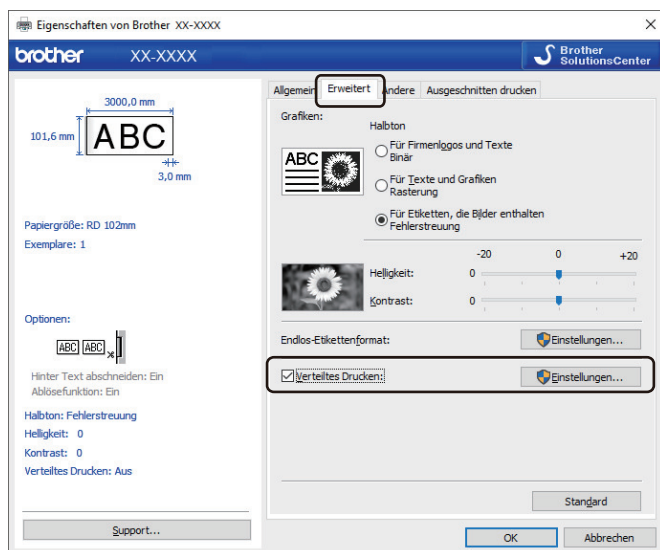 Eigenschaften von Brother XX-XXXX
brother XX-XXXX
Brother
SolutionsCenter
3000,0 mm
101,6 mm
ABC
3,0 mm
Papiergröße: RD 102mm
Exemplare: 1
Optionen:
ABC ABC
Hinter Text abschneiden: Ein
Ablösefunktion: Ein
Halbton: Fehlerstreuung
Helligkeit: 0
Kontrast: 0
Verteiltes Drucken: Aus
Support...
Allgemein Erweitert Andere Ausgeschnitten drucken
Grafiken:
Halbton
ABC
Für Firmenlogos und Texte
Binär
Für Texte und Grafiken
Rasterung
Für Etiketten, die Bilder enthalten
Fehlerstreuung
-20 0 +20
Helligkeit: 0
Kontrast: 0
Endlos-Etikettenformat: Einstellungen...
Verteiltes Drucken: Einstellungen...
Standard
OK Abbrechen